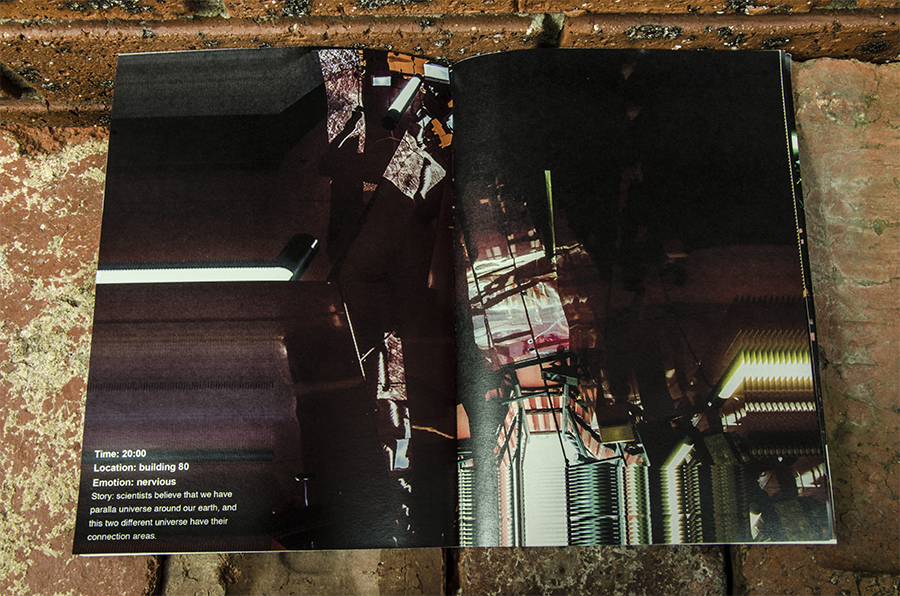 Time: 20:00
Location: building 80
Emotion: nervious
Story: scientists believe that we have
paralla universe around our earth, and
this two different universe have their
connection areas.